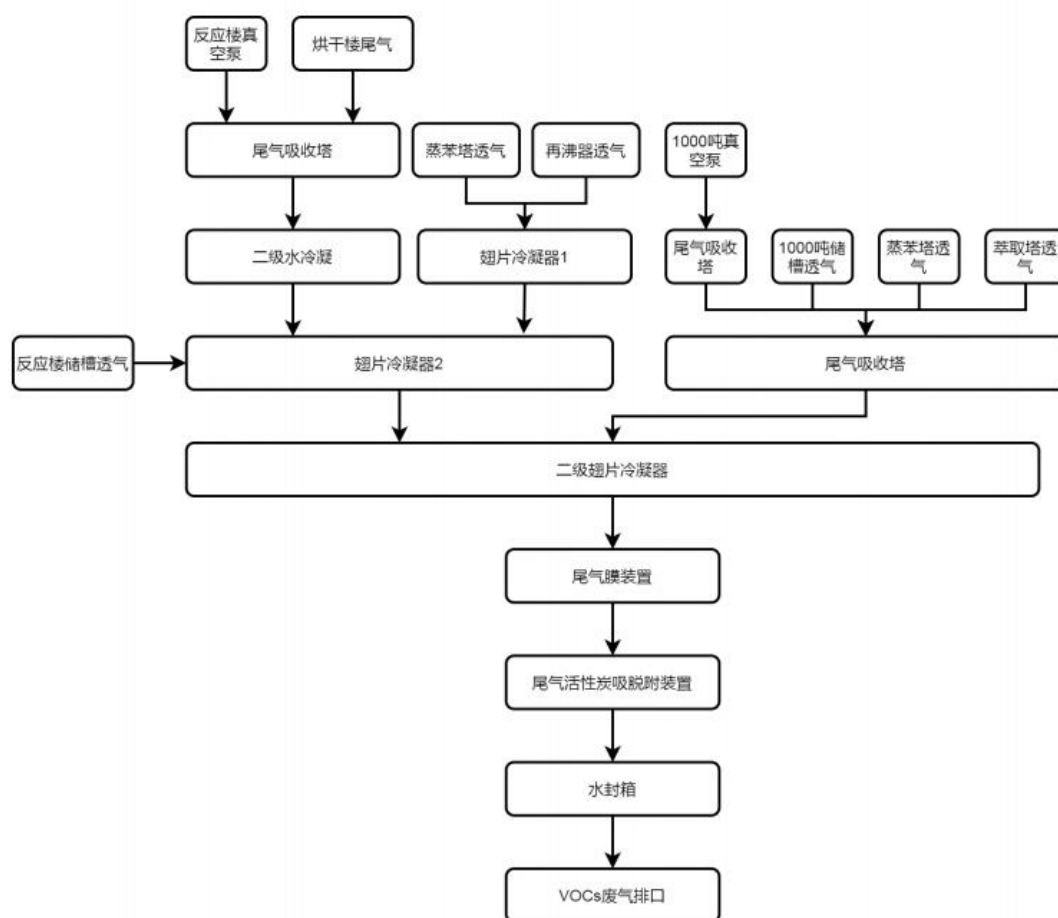 反应楼真
空泵
烘干楼尾气
尾气吸收塔
蒸苯塔透气
再沸器透气
1000吨真
空泵
二级水冷凝
翅片冷凝器1
尾气吸收
塔
1000吨储
槽透气
蒸苯塔透
气
萃取塔透
气
反应楼储槽透气
翅片冷凝器2
尾气吸收塔
二级翅片冷凝器
尾气膜装置
尾气活性炭吸脱附装置
水封箱
VOCs废气排口